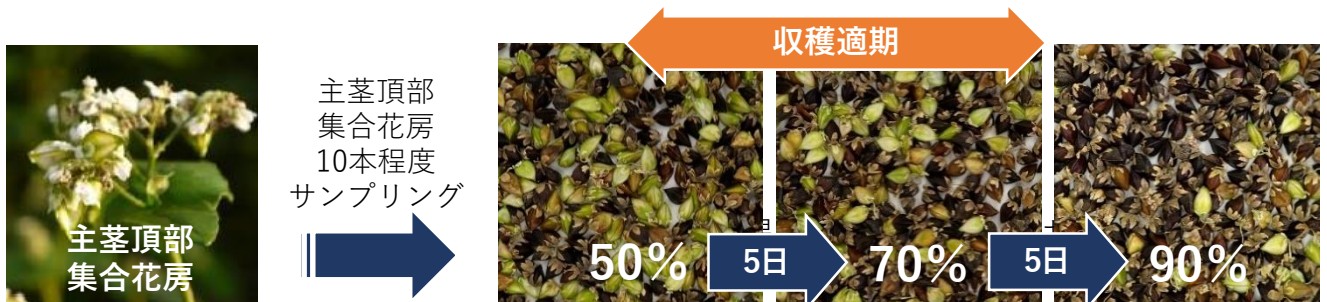 主茎頂部
集合花房
主茎頂部
集合花房
10本程度
サンプリング
収穫適期
50%
5日
70%
5日
90%